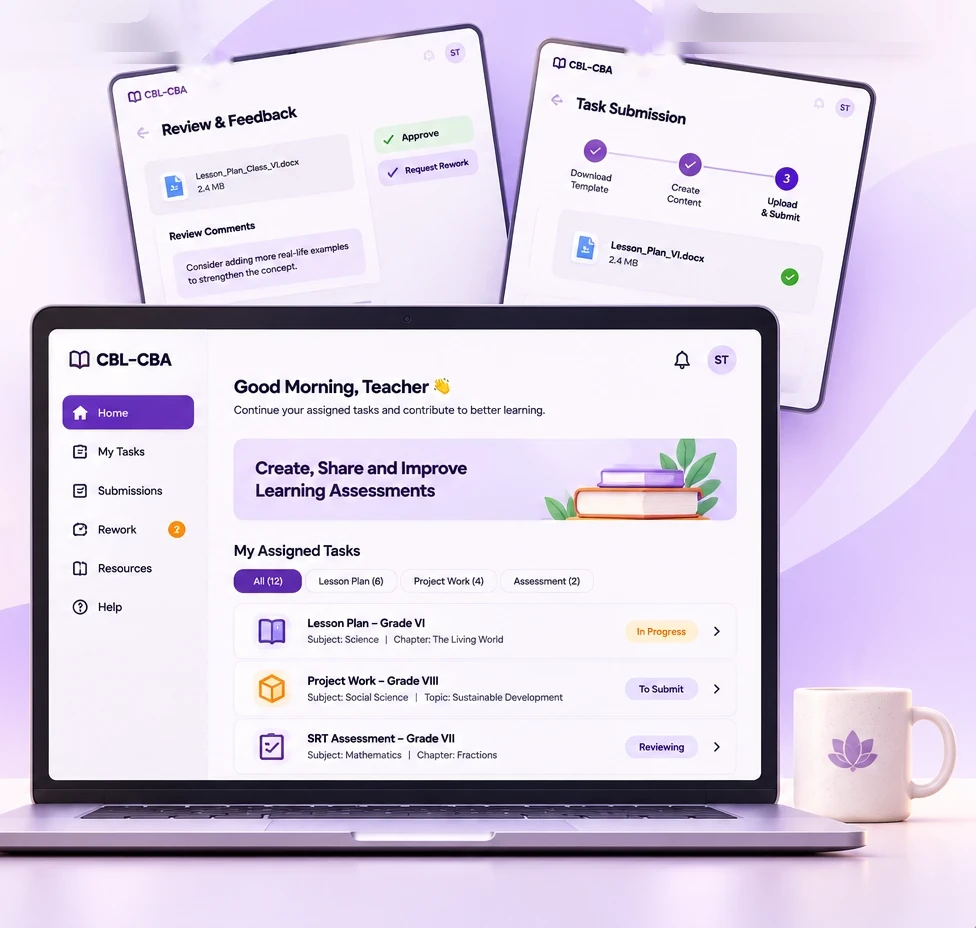 CBL-CBA
ST
Review & Feedback
Lesson_Plan_Class_VI.docx
2.4 MB
Approve
Request Rework
Review Comments
Consider adding more real-life examples
to strengthen the concept.
CBL-CBA
ST
Task Submission
3
Download
Template
Create
Content
Upload
& Submit
Lesson_Plan_VI.docx
2.4 MB
CBL-CBA
ST
Home
My Tasks
Submissions
Rework
2
Resources
Help
Good Morning, Teacher 👋
Continue your assigned tasks and contribute to better learning.
Create, Share and Improve
Learning Assessments
My Assigned Tasks
All (12)
Lesson Plan (6)
Project Work (4)
Assessment (2)
Lesson Plan – Grade VI
Subject: Science | Chapter: The Living World
In Progress
Project Work – Grade VIII
Subject: Social Science | Topic: Sustainable Development
To Submit
SRT Assessment – Grade VII
Subject: Mathematics | Chapter: Fractions
Reviewing